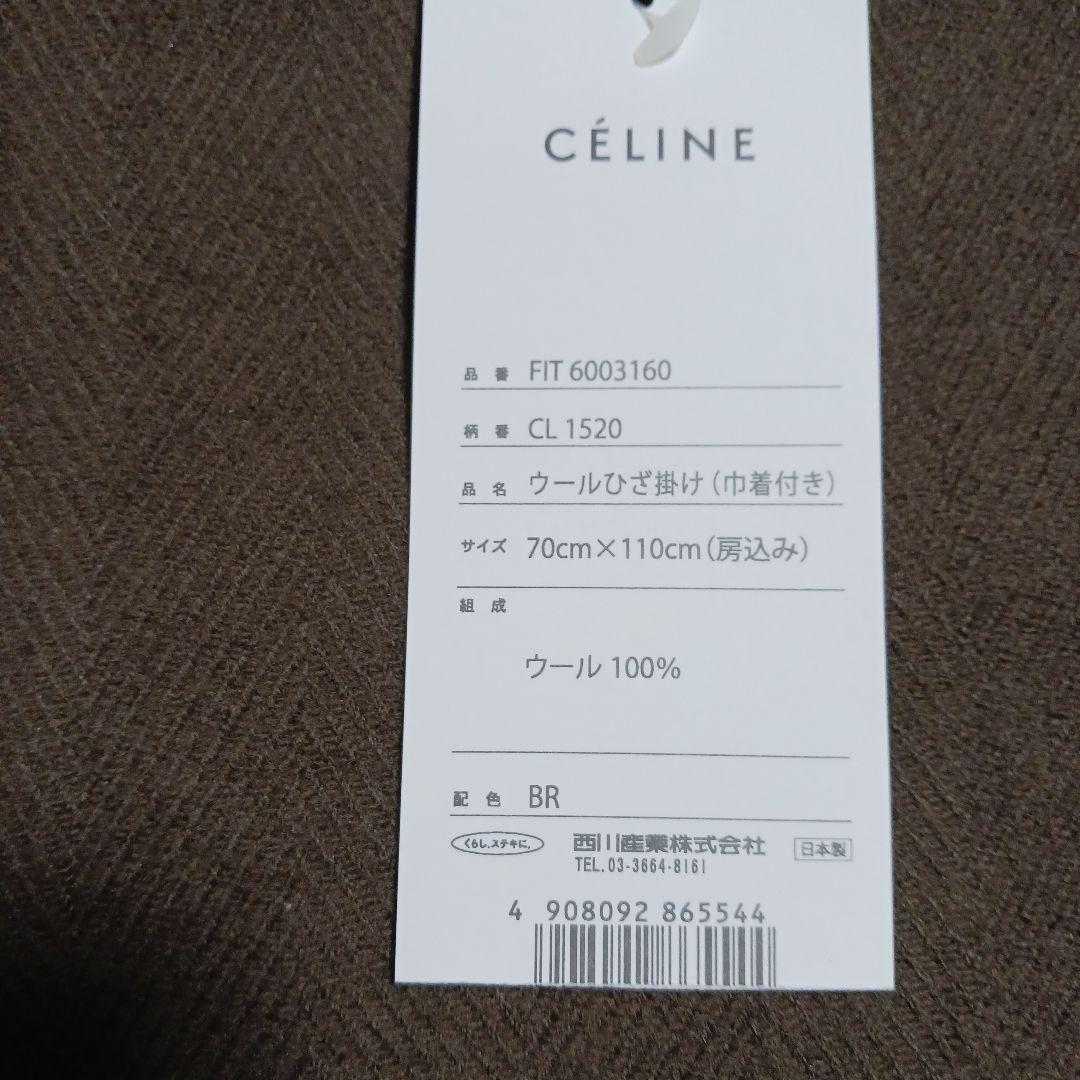 CÉLINE
品番 FIT 6003160
柄番 CL 1520
品名 ウールひざ掛け(巾着付き)
サイズ 70cm×110cm(房込み)
組成
ウール 100%
配色 BR
くらし、ステキに。 西川産業株式会社 日本製
TEL.03-3664-8161
4 908092 865544